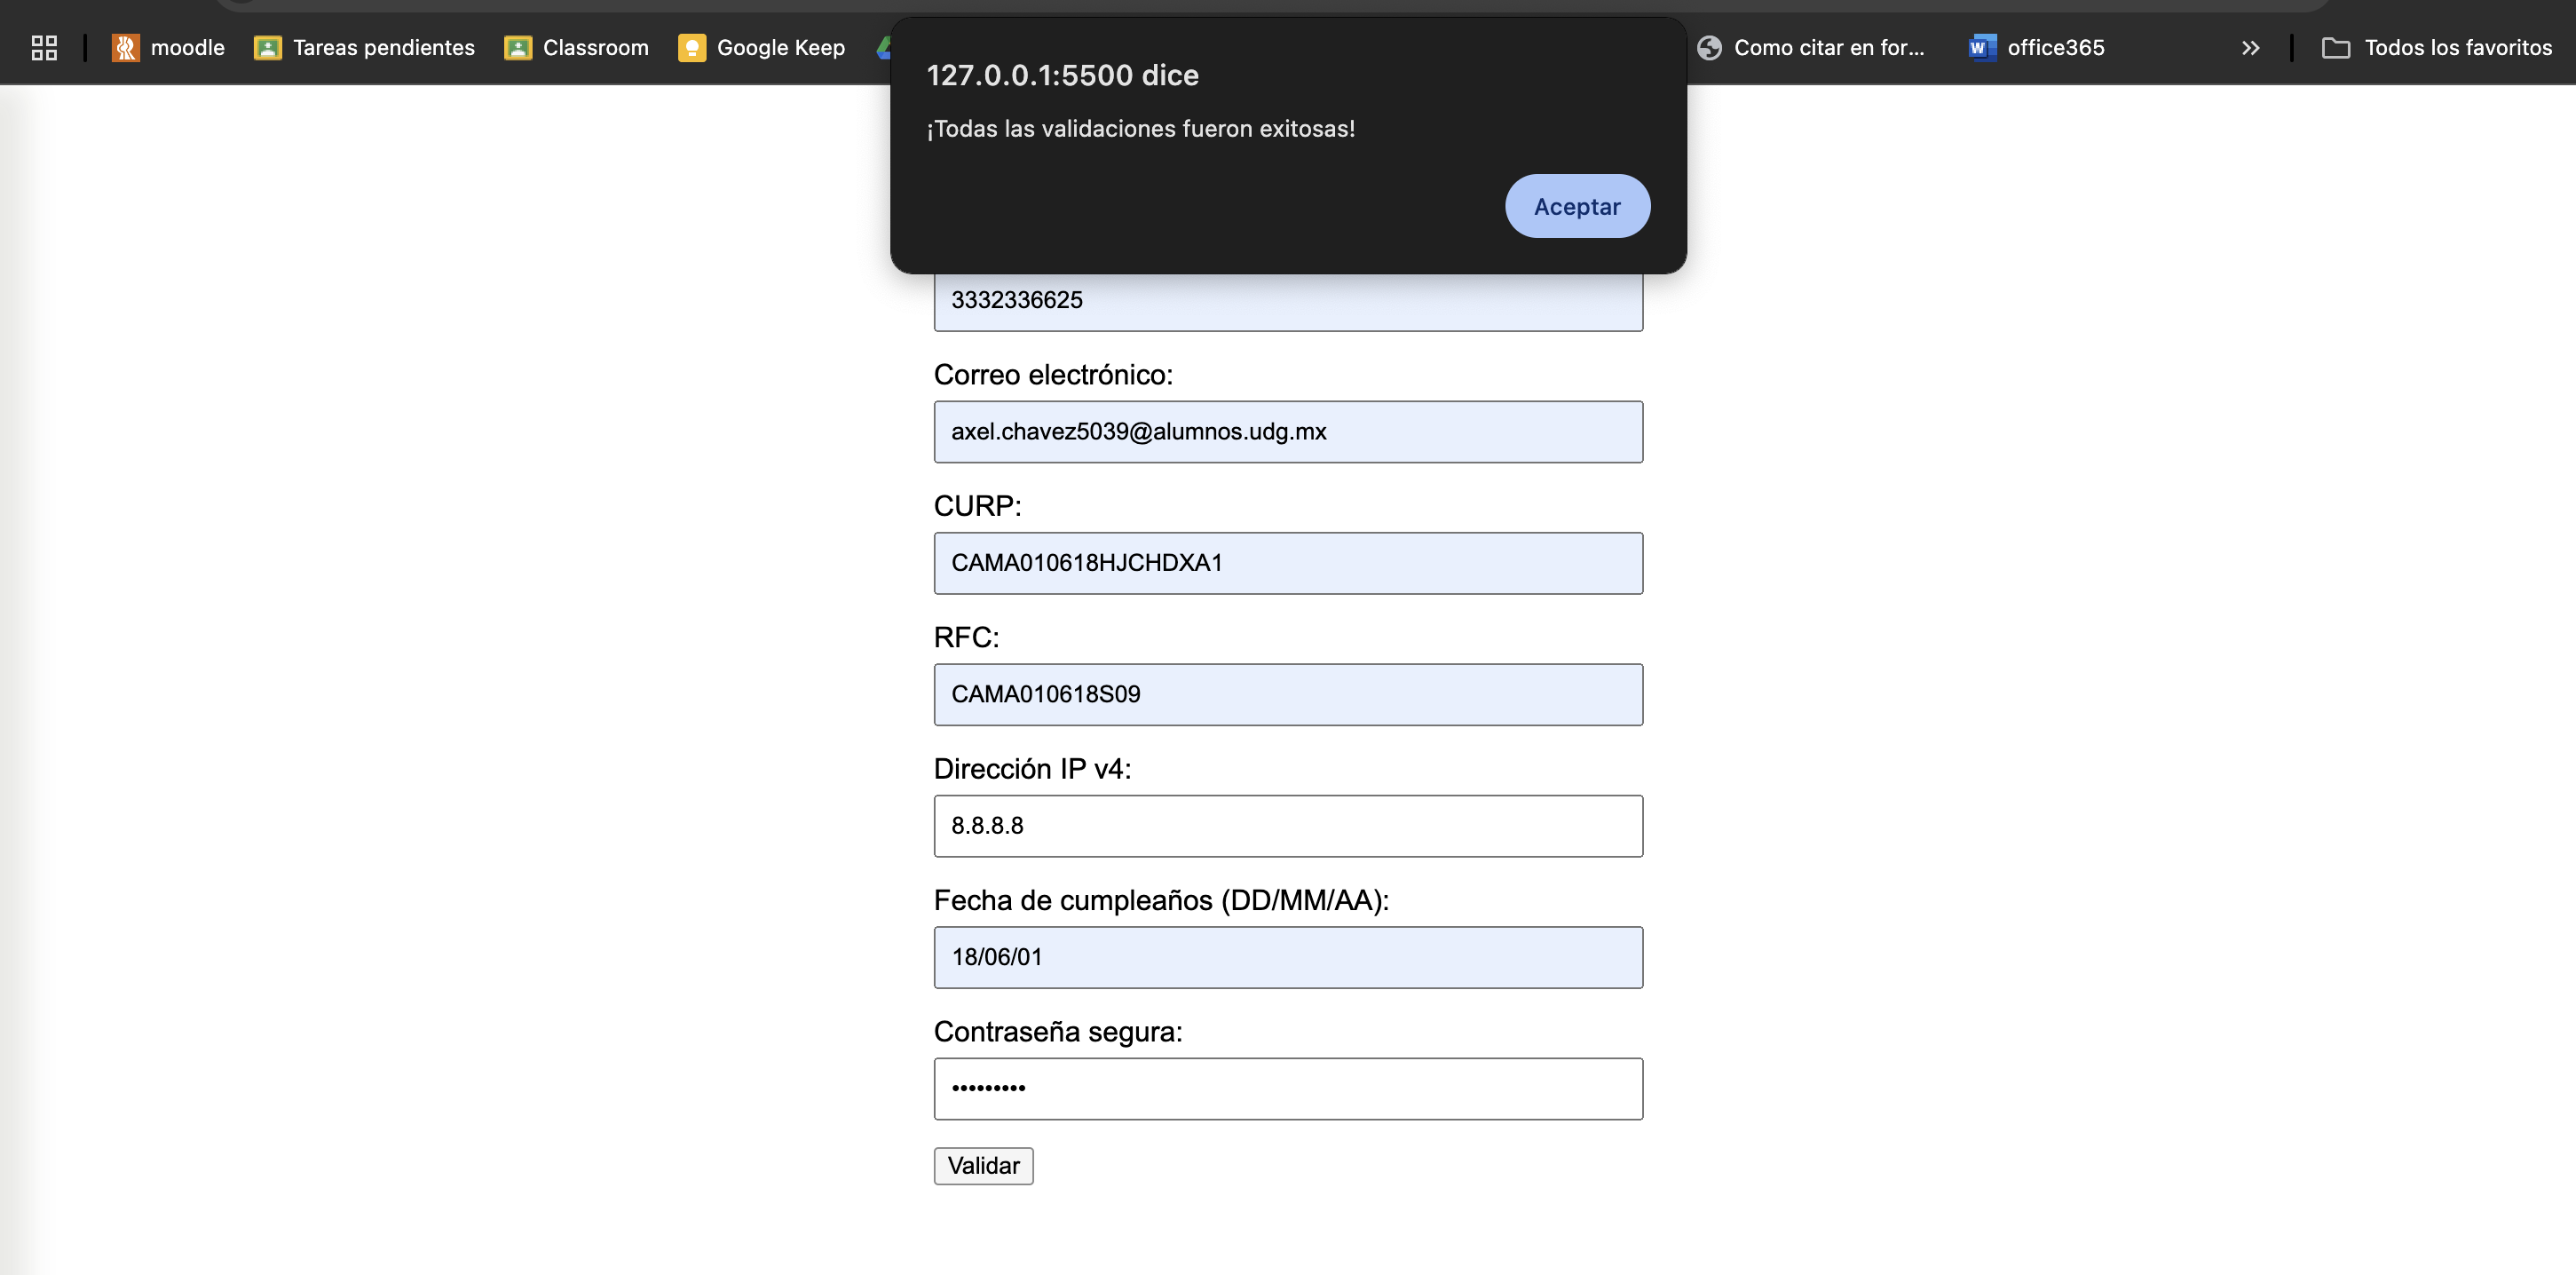 moodle Tareas pendientes Classroom Google Keep Como citar en for... office365 Todos los favoritos
127.0.0.1:5500 dice
¡Todas las validaciones fueron exitosas!
Aceptar
3332336625
Correo electrónico:
axel.chavez5039@alumnos.udg.mx
CURP:
CAMA010618HJCHDXA1
RFC:
CAMA010618S09
Dirección IP v4:
8.8.8.8
Fecha de cumpleaños (DD/MM/AA):
18/06/01
Contraseña segura:
•••••••••
Validar